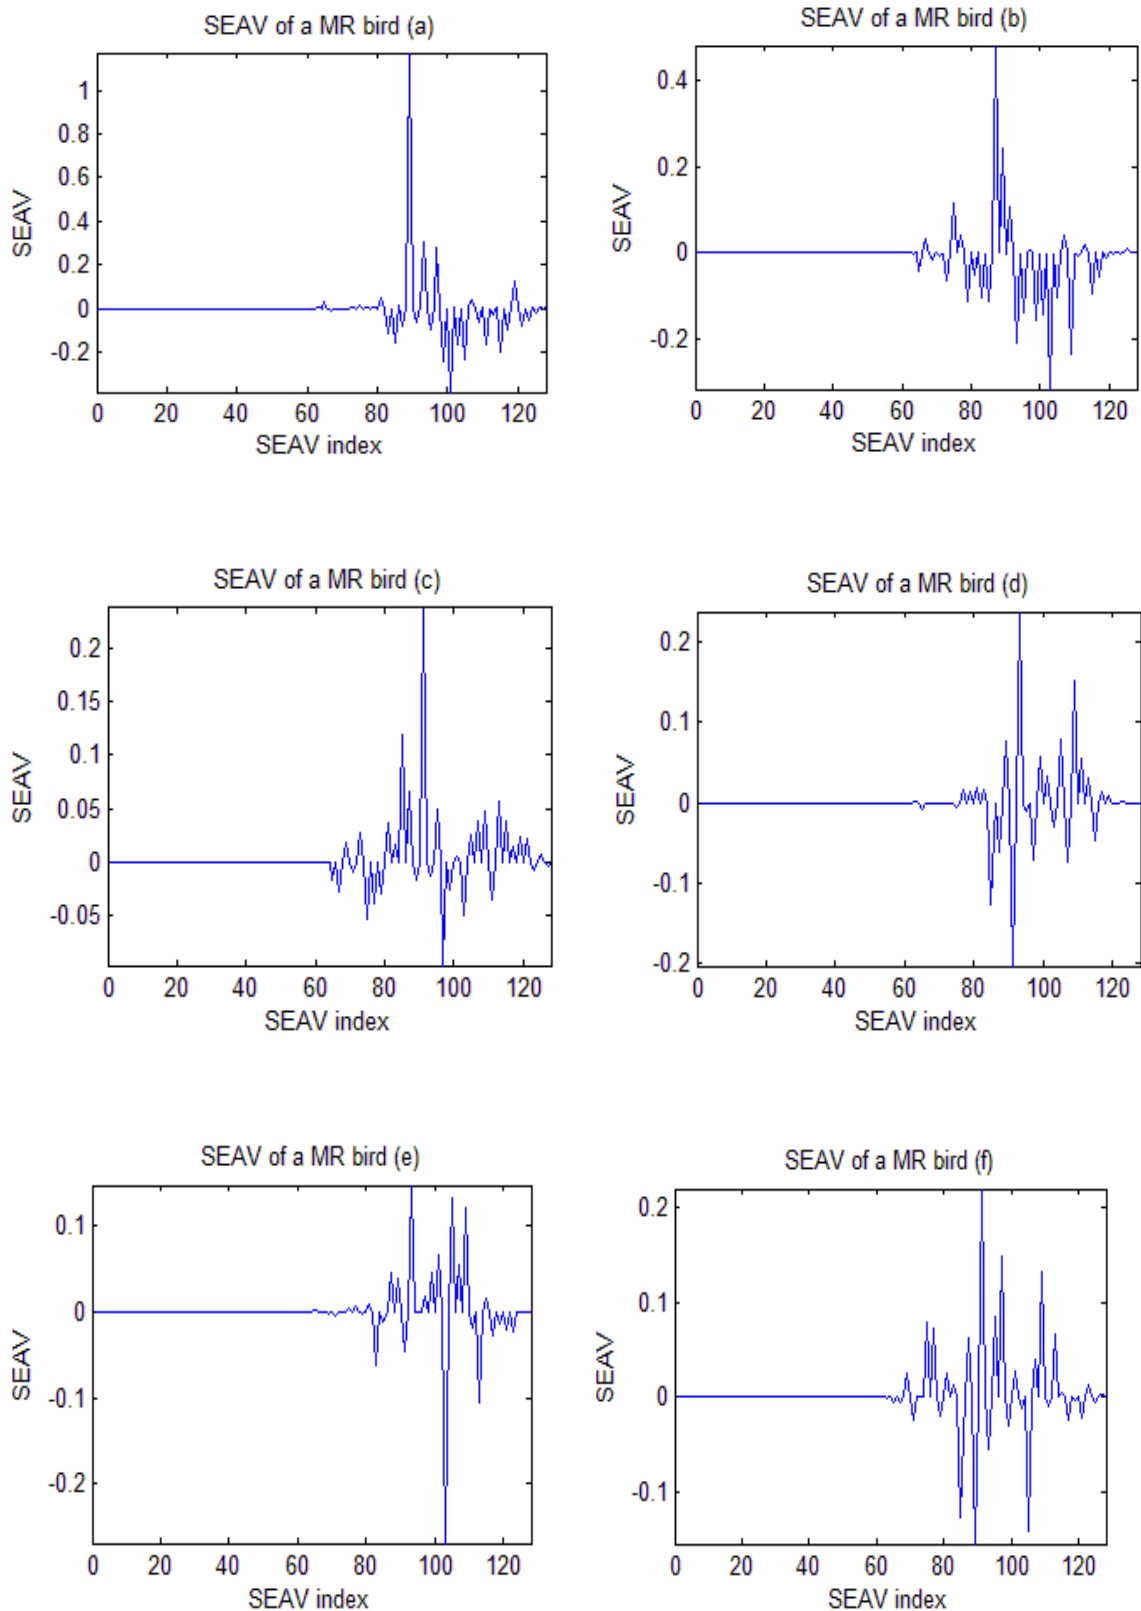 SEAV of a MR bird (a)
1
0.8
0.6
0.4
0.2
0
-0.2
SEAV
0 20 40 60 80 100 120
SEAV index
SEAV of a MR bird (b)
0.4
0.2
0
-0.2
SEAV
0 20 40 60 80 100 120
SEAV index
SEAV of a MR bird (c)
0.2
0.15
0.1
0.05
0
-0.05
SEAV
0 20 40 60 80 100 120
SEAV index
SEAV of a MR bird (d)
0.2
0.1
0
-0.1
-0.2
SEAV
0 20 40 60 80 100 120
SEAV index
SEAV of a MR bird (e)
0.1
0
-0.1
-0.2
SEAV
0 20 40 60 80 100 120
SEAV index
SEAV of a MR bird (f)
0.2
0.1
0
-0.1
SEAV
0 20 40 60 80 100 120
SEAV index